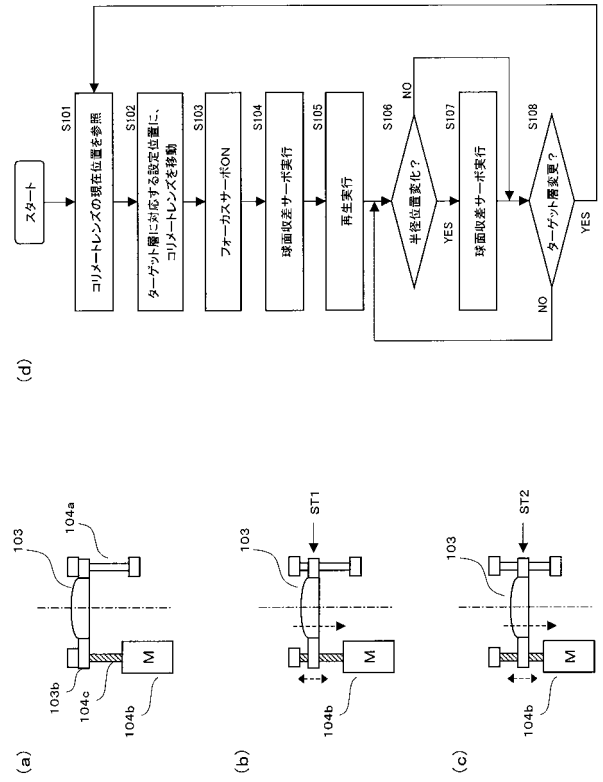 (a)
103
104a
103b
104c
M
104b
(b)
103
ST1
M
104b
(c)
103
ST2
M
104b
(d)
スタート
S101
コリメートレンズの現在位置を参照
S102
ターゲット層に対応する設定位置に、
コリメートレンズを移動
S103
フォーカスサーボON
S104
球面収差サーボ実行
S105
再生実行
S106
半径位置変化?
NO
YES
S107
球面収差サーボ実行
S108
ターゲット層変更?
NO
YES